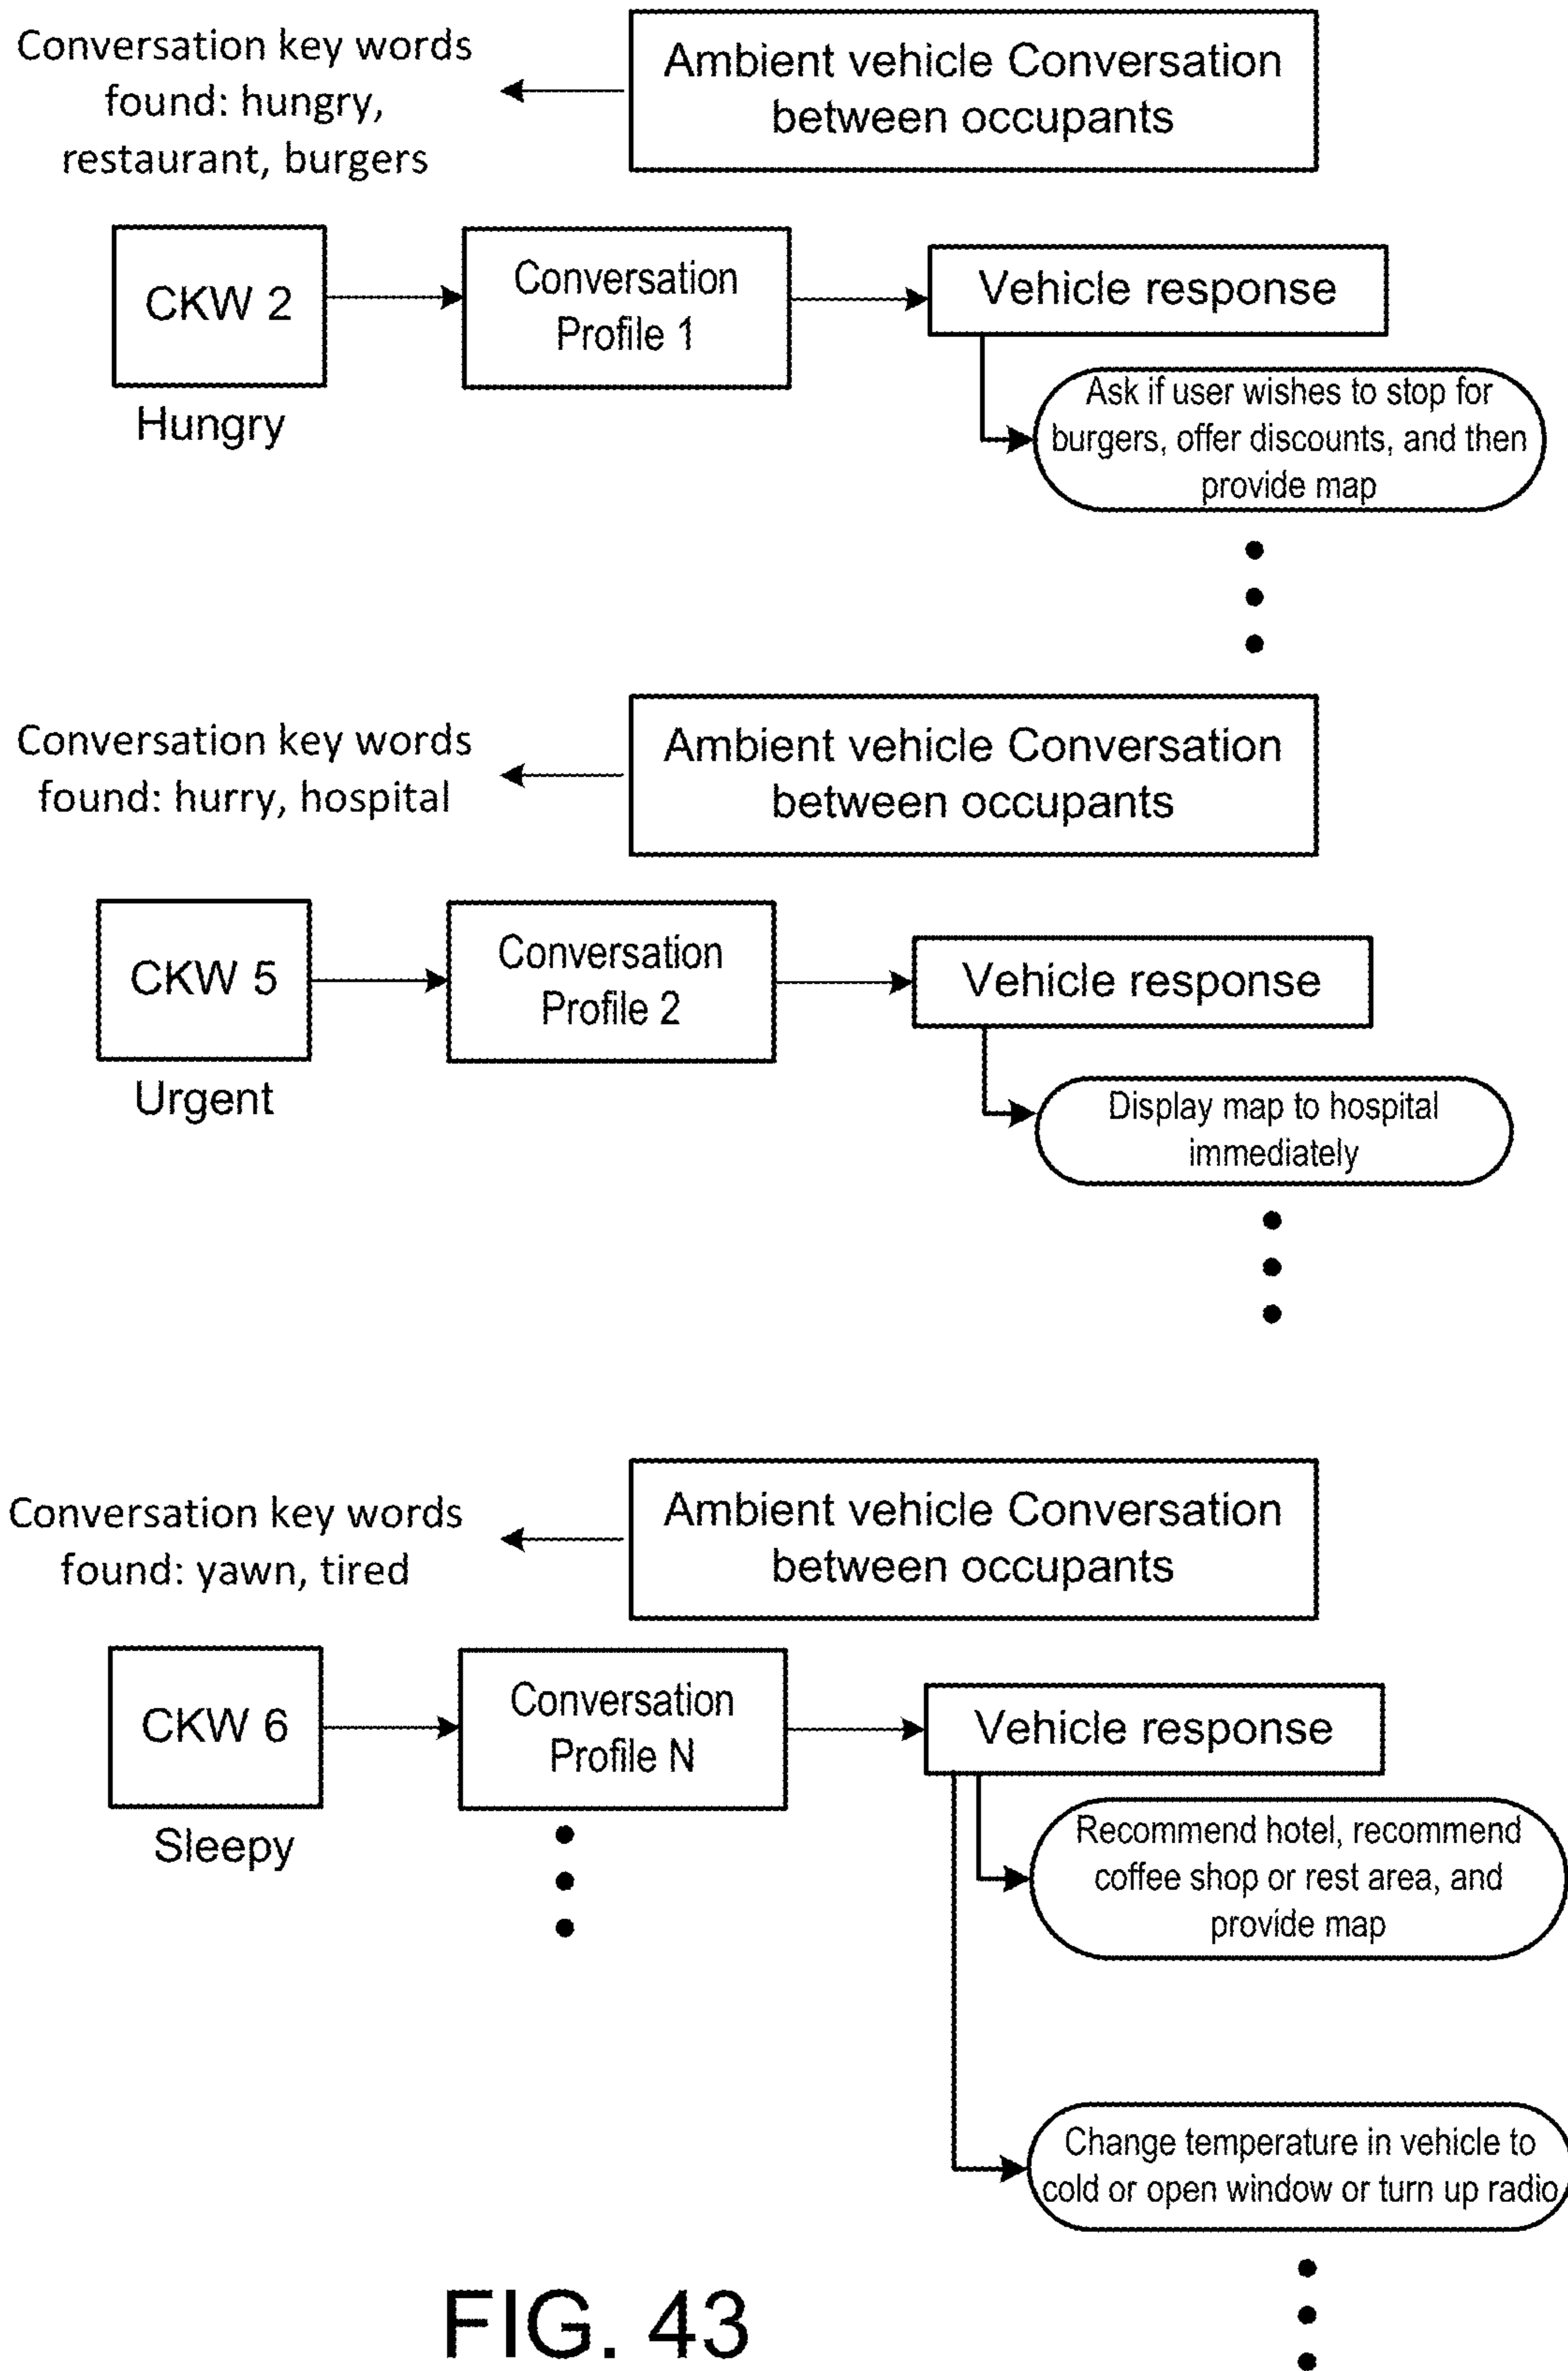 Conversation key words
found: hungry,
restaurant, burgers
Ambient vehicle Conversation
between occupants
CKW 2
Hungry
Conversation
Profile 1
Vehicle response
Ask if user wishes to stop for
burgers, offer discounts, and then
provide map
Conversation key words
found: hurry, hospital
Ambient vehicle Conversation
between occupants
CKW 5
Urgent
Conversation
Profile 2
Vehicle response
Display map to hospital
immediately
Conversation key words
found: yawn, tired
Ambient vehicle Conversation
between occupants
CKW 6
Sleepy
Conversation
Profile N
Vehicle response
Recommend hotel, recommend
coffee shop or rest area, and
provide map
Change temperature in vehicle to
cold or open window or turn up radio
FIG. 43